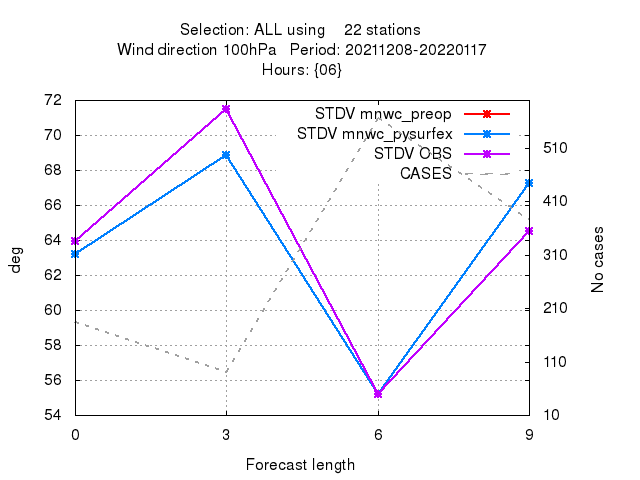 Selection: ALL using    22 stations
Wind direction 100hPa   Period: 20211208-20220117
Hours: {06}
72
70
68
66
64
62
60
58
56
54
510
410
310
210
110
10
0
3
6
9
STDV mnwc_preop
STDV mnwc_pysurfex
STDV OBS
CASES
deg
No cases
Forecast length